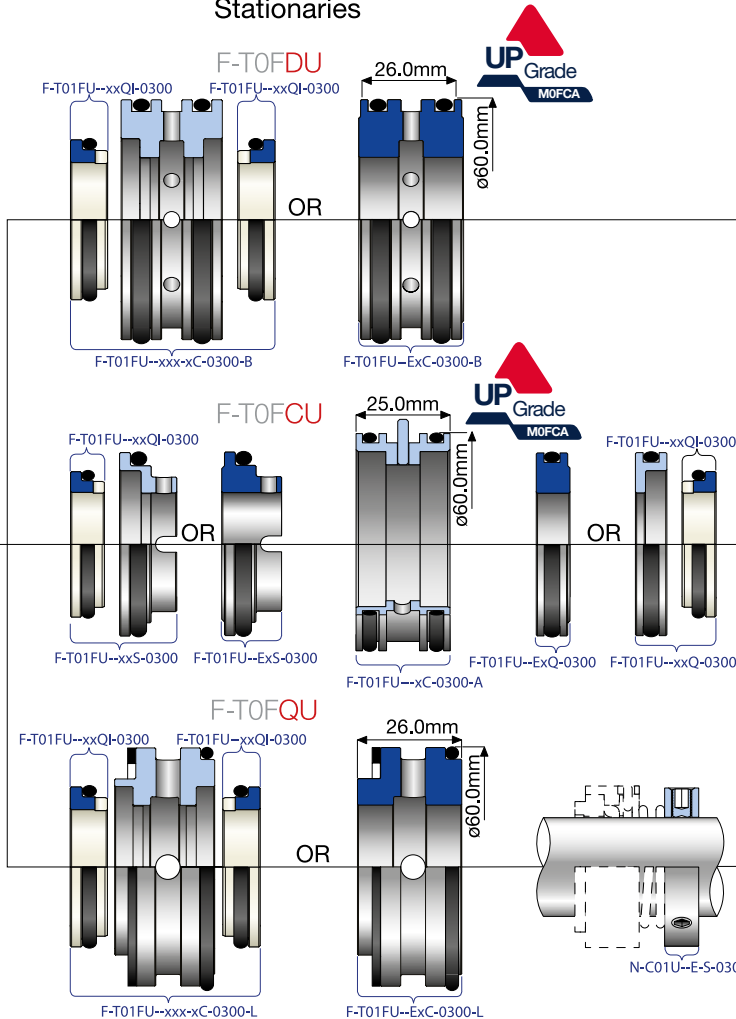 Stationaries
F-T0FDU
F-T01FU--xxQI-0300
F-T01FU--xxQI-0300
26.0mm
UP
Grade
M0FCA
ø60.0mm
OR
F-T01FU--xxx-xC-0300-B
F-T01FU--ExC-0300-B
F-T0FCU
25.0mm
UP
Grade
M0FCA
F-T01FU--xxQI-0300
F-T01FU--xxQI-0300
ø60.0mm
OR
OR
F-T01FU--xxS-0300
F-T01FU--ExS-0300
F-T01FU--xC-0300-A
F-T01FU--ExQ-0300
F-T01FU--xxQ-0300
F-T0FQU
F-T01FU--xxQI-0300
F-T01FU--xxQI-0300
26.0mm
ø60.0mm
OR
N-C01U--E-S-030
F-T01FU--xxx-xC-0300-L
F-T01FU--ExC-0300-L